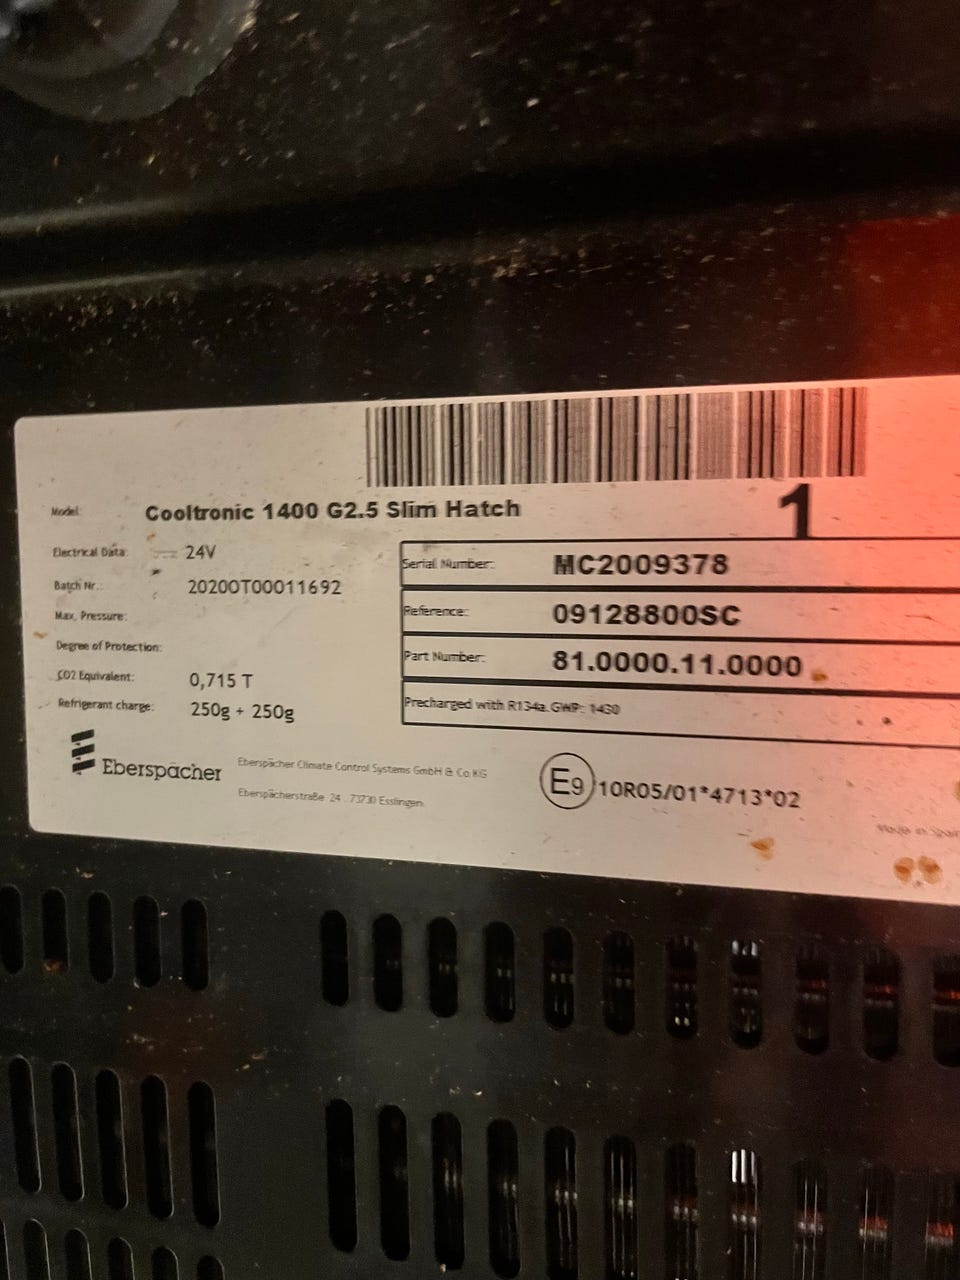 Model: Cooltronic 1400 G2.5 Slim Hatch
1
Electrical Data: 24V
Batch Nr.: 20200T00011692
Max. Pressure:
Degree of Protection:
CO2 Equivalent: 0,715 T
Refrigerant charge: 250g + 250g
Serial Number: MC2009378
Reference: 09128800SC
Part Number: 81.0000.11.0000
Precharged with R134a. GWP: 1430
Eberspächer
Eberspächer Climate Control Systems GmbH & Co.KG
Eberspächerstraße 24 . 73730 Esslingen
E9 10R05/01*4713*02
Made in Spain